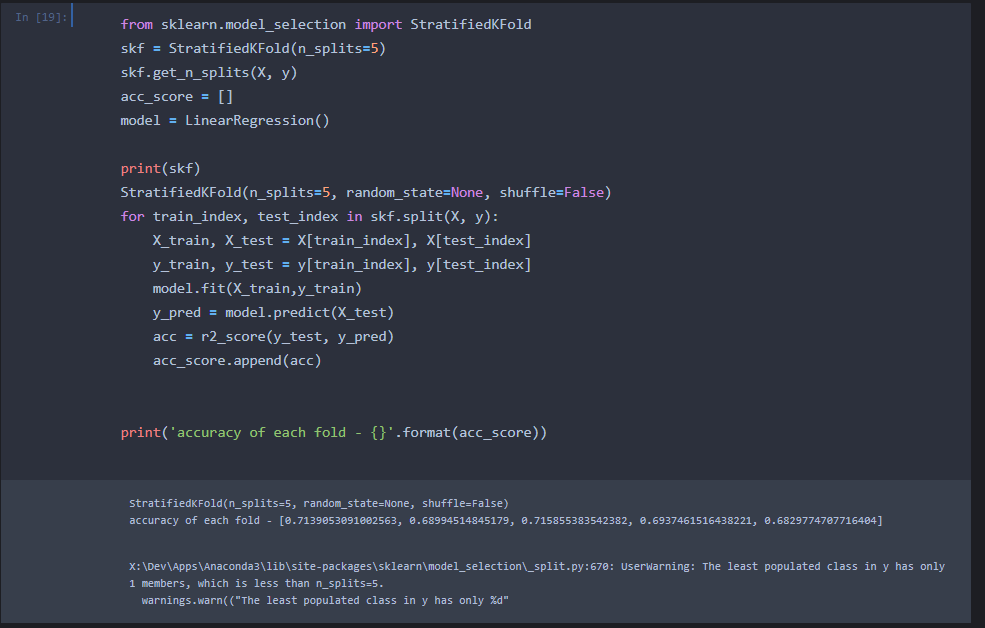 In [19]:
from sklearn.model_selection import StratifiedKFold
skf = StratifiedKFold(n_splits=5)
skf.get_n_splits(X, y)
acc_score = []
model = LinearRegression()
print(skf)
StratifiedKFold(n_splits=5, random_state=None, shuffle=False)
for train_index, test_index in skf.split(X, y):
    X_train, X_test = X[train_index], X[test_index]
    y_train, y_test = y[train_index], y[test_index]
    model.fit(X_train,y_train)
    y_pred = model.predict(X_test)
    acc = r2_score(y_test, y_pred)
    acc_score.append(acc)
print('accuracy of each fold - {}'.format(acc_score))
StratifiedKFold(n_splits=5, random_state=None, shuffle=False)
accuracy of each fold - [0.7139053091002563, 0.68994514845179, 0.715855383542382, 0.6937461516438221, 0.6829774707716404]
X:\Dev\Apps\Anaconda3\lib\site-packages\sklearn\model_selection\_split.py:670: UserWarning: The least populated class in y has only
1 members, which is less than n_splits=5.
  warnings.warn(("The least populated class in y has only %d"